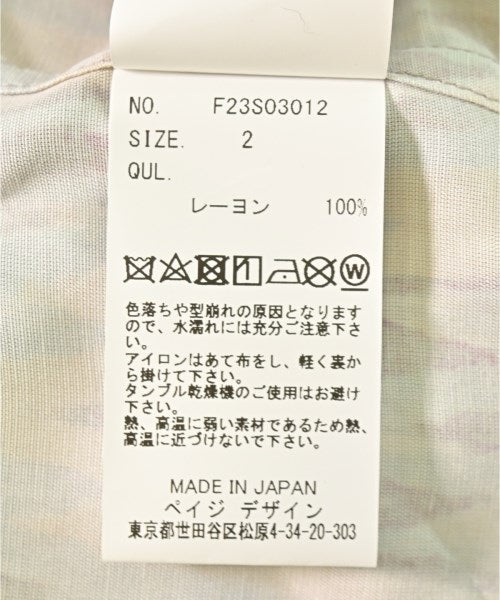 NO. F23S03012
SIZE. 2
QUL.
レーヨン 100%
W
色落ちや型崩れの原因となります
ので、水濡れには充分ご注意下さ
い。
アイロンはあて布をし、軽く裏か
ら掛けて下さい。
タンブル乾燥機のご使用はお避け
下さい。
熱、高温に弱い素材であるため熱、
高温に近づけないで下さい。
MADE IN JAPAN
ペイジ デザイン
東京都世田谷区松原4-34-20-303